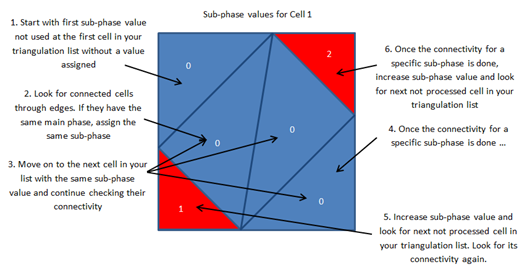 Sub-phase values for Cell 1
1. Start with first sub-phase value
not used at the first cell in your
triangulation list without a value
assigned
2. Look for connected cells
through edges. If they have the
same main phase, assign the
same sub-phase
3. Move on to the next cell in your
list with the same sub-phase
value and continue checking their
connectivity
0
2
0
0
0
1
6. Once the connectivity for a
specific sub-phase is done,
increase sub-phase value and look
for next not processed cell in your
triangulation list
4. Once the connectivity for a
specific sub-phase is done ...
5. Increase sub-phase value and
look for next not processed cell in
your triangulation list. Look for its
connectivity again.